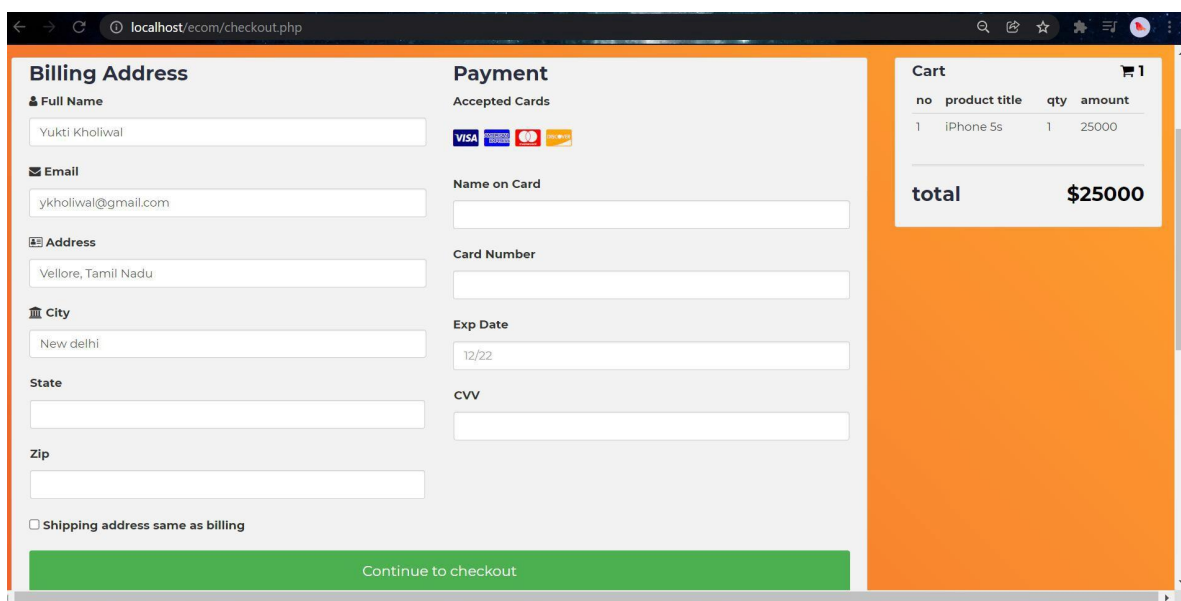 localhost/ecom/checkout.php
Billing Address
Full Name
Yukti Kholiwal
Email
ykholiwal@gmail.com
Address
Vellore, Tamil Nadu
City
New delhi
State
Zip
Shipping address same as billing
Continue to checkout
Payment
Accepted Cards
VISA
Name on Card
Card Number
Exp Date
12/22
CVV
Cart 1
no product title qty amount
1 iPhone 5s 1 25000
total $25000